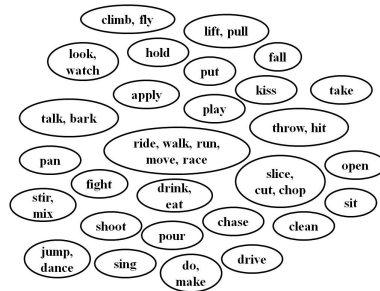 climb, fly
lift, pull
look,
watch
hold
fall
put
kiss
take
apply
play
talk, bark
throw, hit
ride, walk, run,
move, race
pan
open
slice,
cut, chop
fight
drink,
eat
stir,
mix
sit
chase
clean
shoot
pour
jump,
dance
sing
do,
make
drive